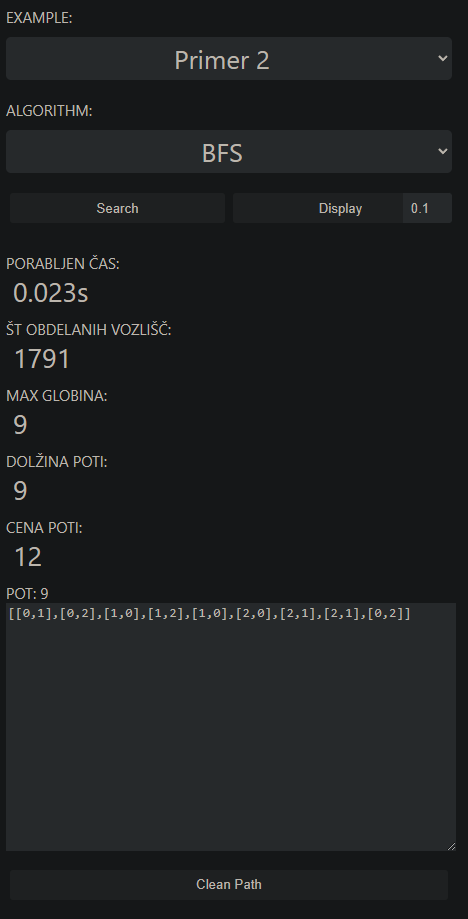 EXAMPLE:
Primer 2
ALGORITHM:
BFS
Search Display 0.1
PORABLJEN ČAS:
0.023s
ŠT OBDELANIH VOZLIŠČ:
1791
MAX GLOBINA:
9
DOLŽINA POTI:
9
CENA POTI:
12
POT: 9
[[0,1],[0,2],[1,0],[1,2],[1,0],[2,0],[2,1],[2,1],[0,2]]
Clean Path